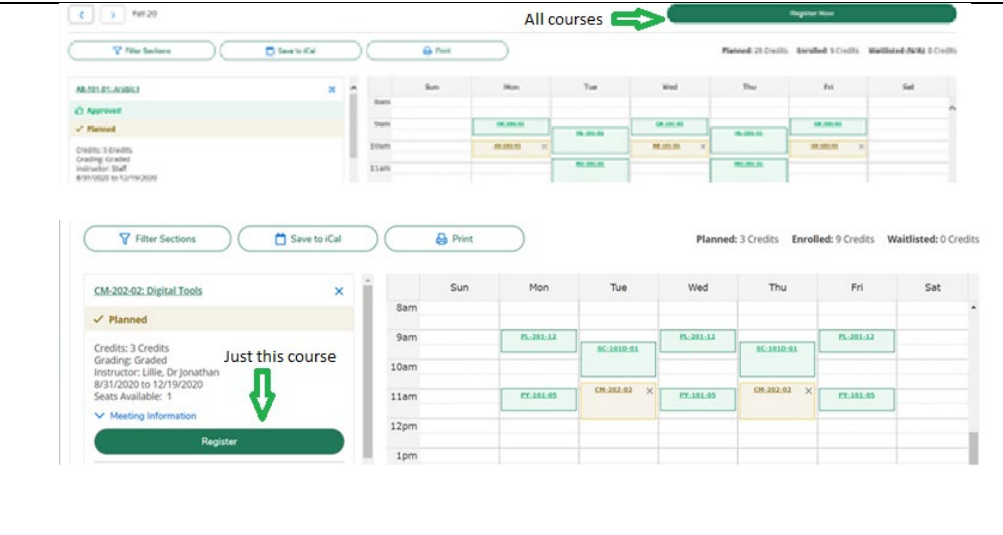 Fall 20
All courses
Register Now
Filter Sections
Save to iCal
Print
Planned: Credits Enrolled: 9 Credits Waitlisted 0 Credits
AB-101-01: Arabic I
Approved
Planned
Credits: 3 Credits
Grading: Graded
Instructor: Staff
8/31/2020 to 12/19/2020
Sun Mon Tue Wed Thu Fri Sat
8am
9am
10am
11am
Filter Sections
Save to iCal
Print
Planned: 3 Credits Enrolled: 9 Credits Waitlisted: 0 Credits
CM-202-02: Digital Tools
Planned
Credits: 3 Credits
Grading: Graded
Instructor: Lillie, Dr Jonathan
8/31/2020 to 12/19/2020
Seats Available: 1
Meeting Information
Just this course
Register
Sun Mon Tue Wed Thu Fri Sat
8am
9am
PL-201-12 PL-201-12 PL-201-12
SC-101D-01 SC-101D-01
10am
CM-202-02 CM-202-02
11am
PY-101-05 PY-101-05 PY-101-05
12pm
1pm